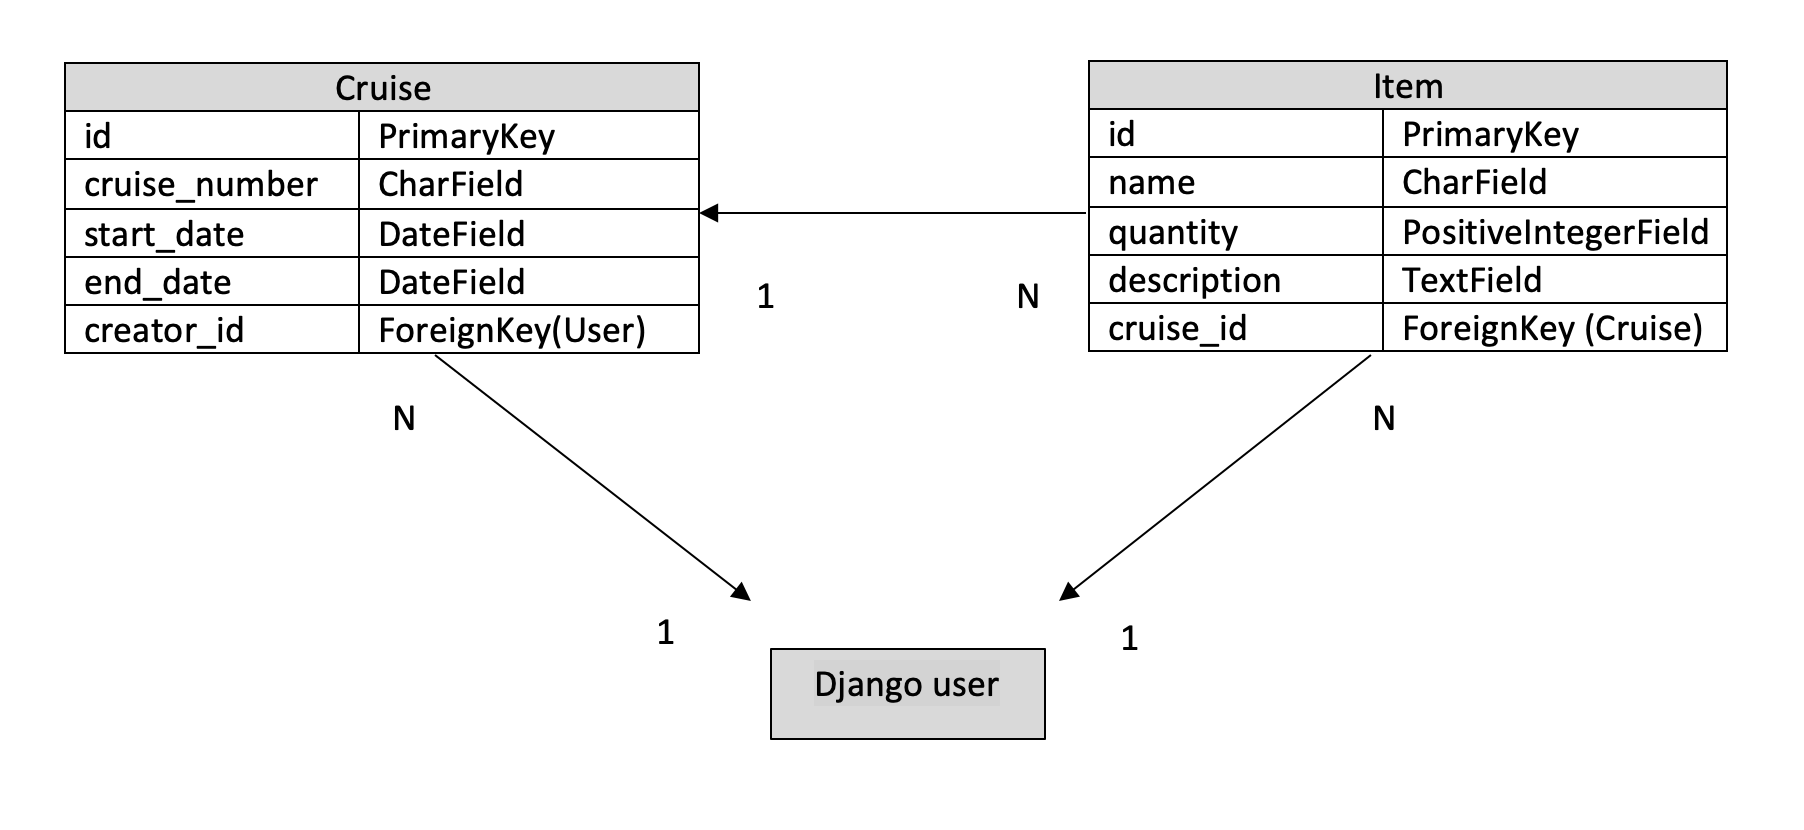 Cruise
id PrimaryKey
cruise_number CharField
start_date DateField
end_date DateField
creator_id ForeignKey(User)
Item
id PrimaryKey
name CharField
quantity PositiveIntegerField
description TextField
cruise_id ForeignKey (Cruise)
1 N
N N
1 1
Django user